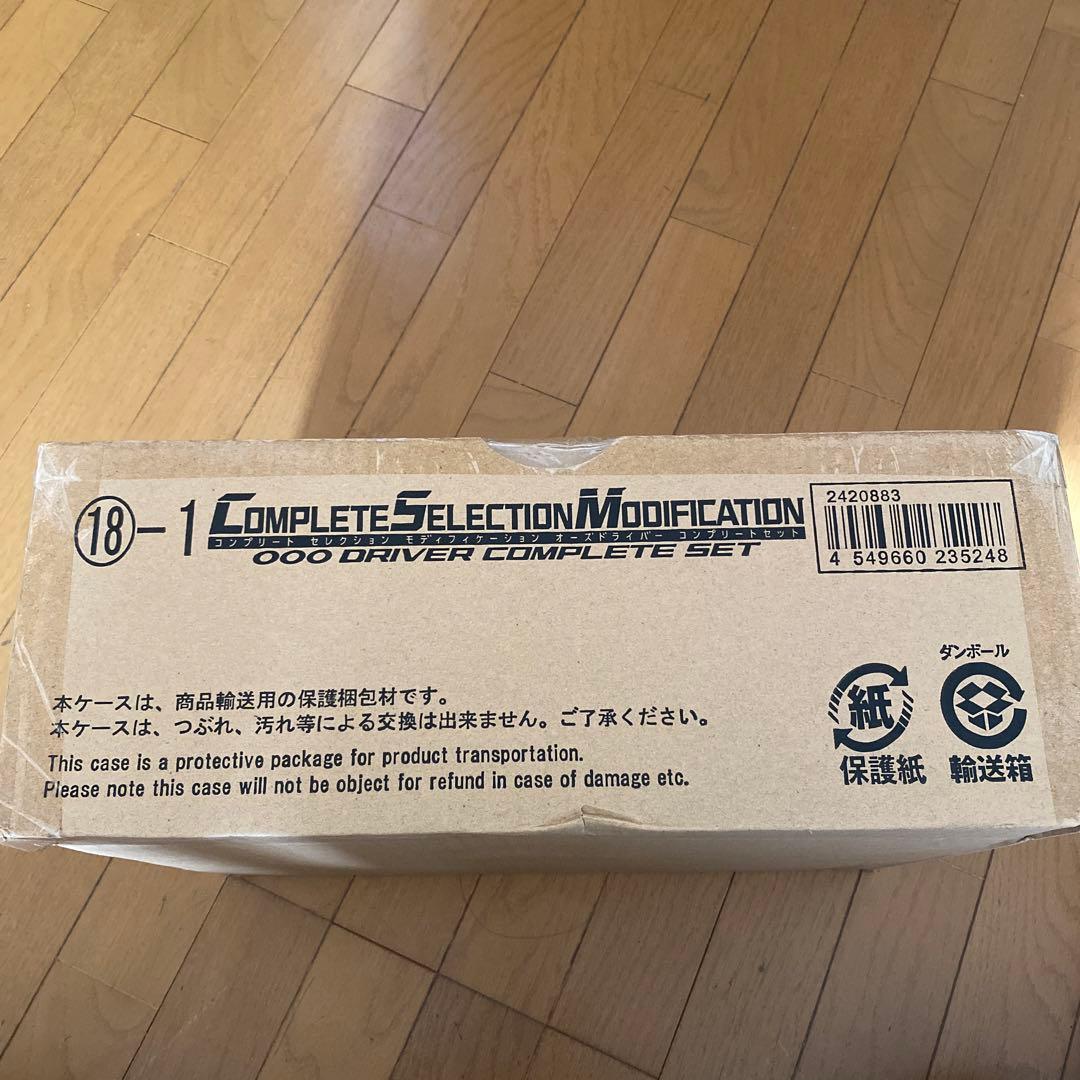 ⑱-1 COMPLETE SELECTION MODIFICATION
コンプリート セレクション モディフィケーション オーズドライバー コンプリートセット
OOO DRIVER COMPLETE SET
2420883
4 549660 235248
本ケースは、商品輸送用の保護梱包材です。
本ケースは、つぶれ、汚れ等による交換は出来ません。ご了承ください。
This case is a protective package for product transportation.
Please note this case will not be object for refund in case of damage etc.
紙
保護紙
ダンボール
輸送箱